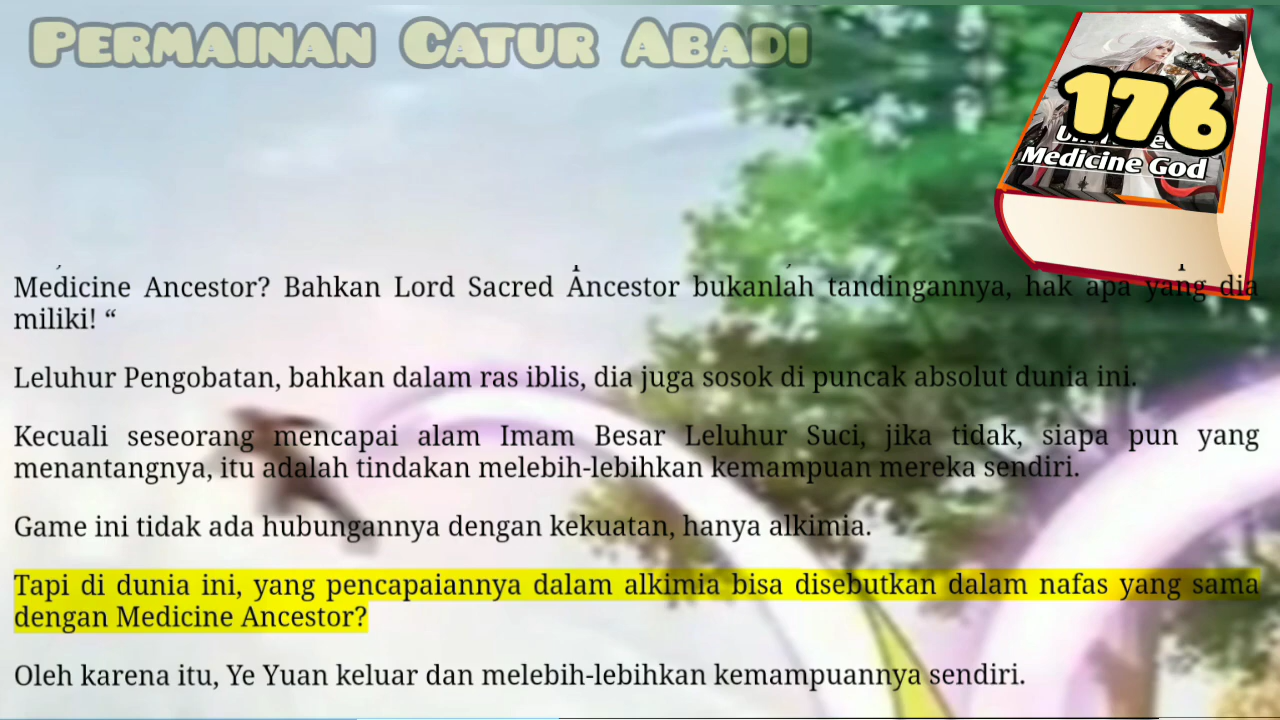 PERMAINAN CATUR ABADI
176
Medicine God
Medicine Ancestor? Bahkan Lord Sacred Ancestor bukanlah tandingannya, hak apa yang dia
miliki! “
Leluhur Pengobatan, bahkan dalam ras iblis, dia juga sosok di puncak absolut dunia ini.
Kecuali seseorang mencapai alam Imam Besar Leluhur Suci, jika tidak, siapa pun yang
menantangnya, itu adalah tindakan melebih-lebihkan kemampuan mereka sendiri.
Game ini tidak ada hubungannya dengan kekuatan, hanya alkimia.
Tapi di dunia ini, yang pencapaiannya dalam alkimia bisa disebutkan dalam nafas yang sama
dengan Medicine Ancestor?
Oleh karena itu, Ye Yuan keluar dan melebih-lebihkan kemampuannya sendiri.